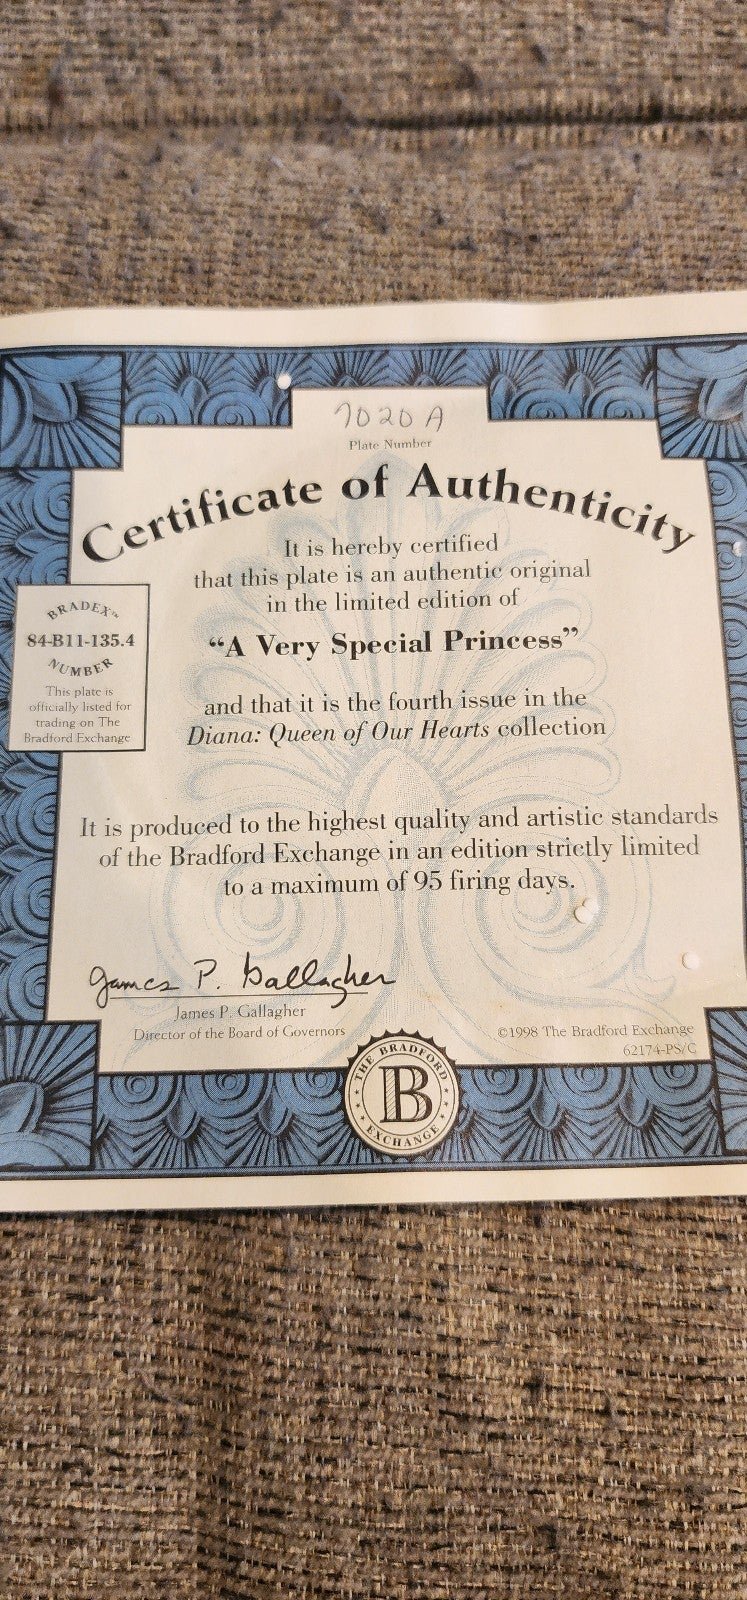 7020 A
Plate Number
Certificate of Authenticity
It is hereby certified
that this plate is an authentic original
in the limited edition of
“A Very Special Princess”
and that it is the fourth issue in the
Diana: Queen of Our Hearts collection
BRADEX™
84-B11-135.4
NUMBER
This plate is
officially listed for
trading on The
Bradford Exchange
It is produced to the highest quality and artistic standards
of the Bradford Exchange in an edition strictly limited
to a maximum of 95 firing days.
James P. Gallagher
James P. Gallagher
Director of the Board of Governors
©1998 The Bradford Exchange
62174-PS/C
THE BRADFORD
B
EXCHANGE